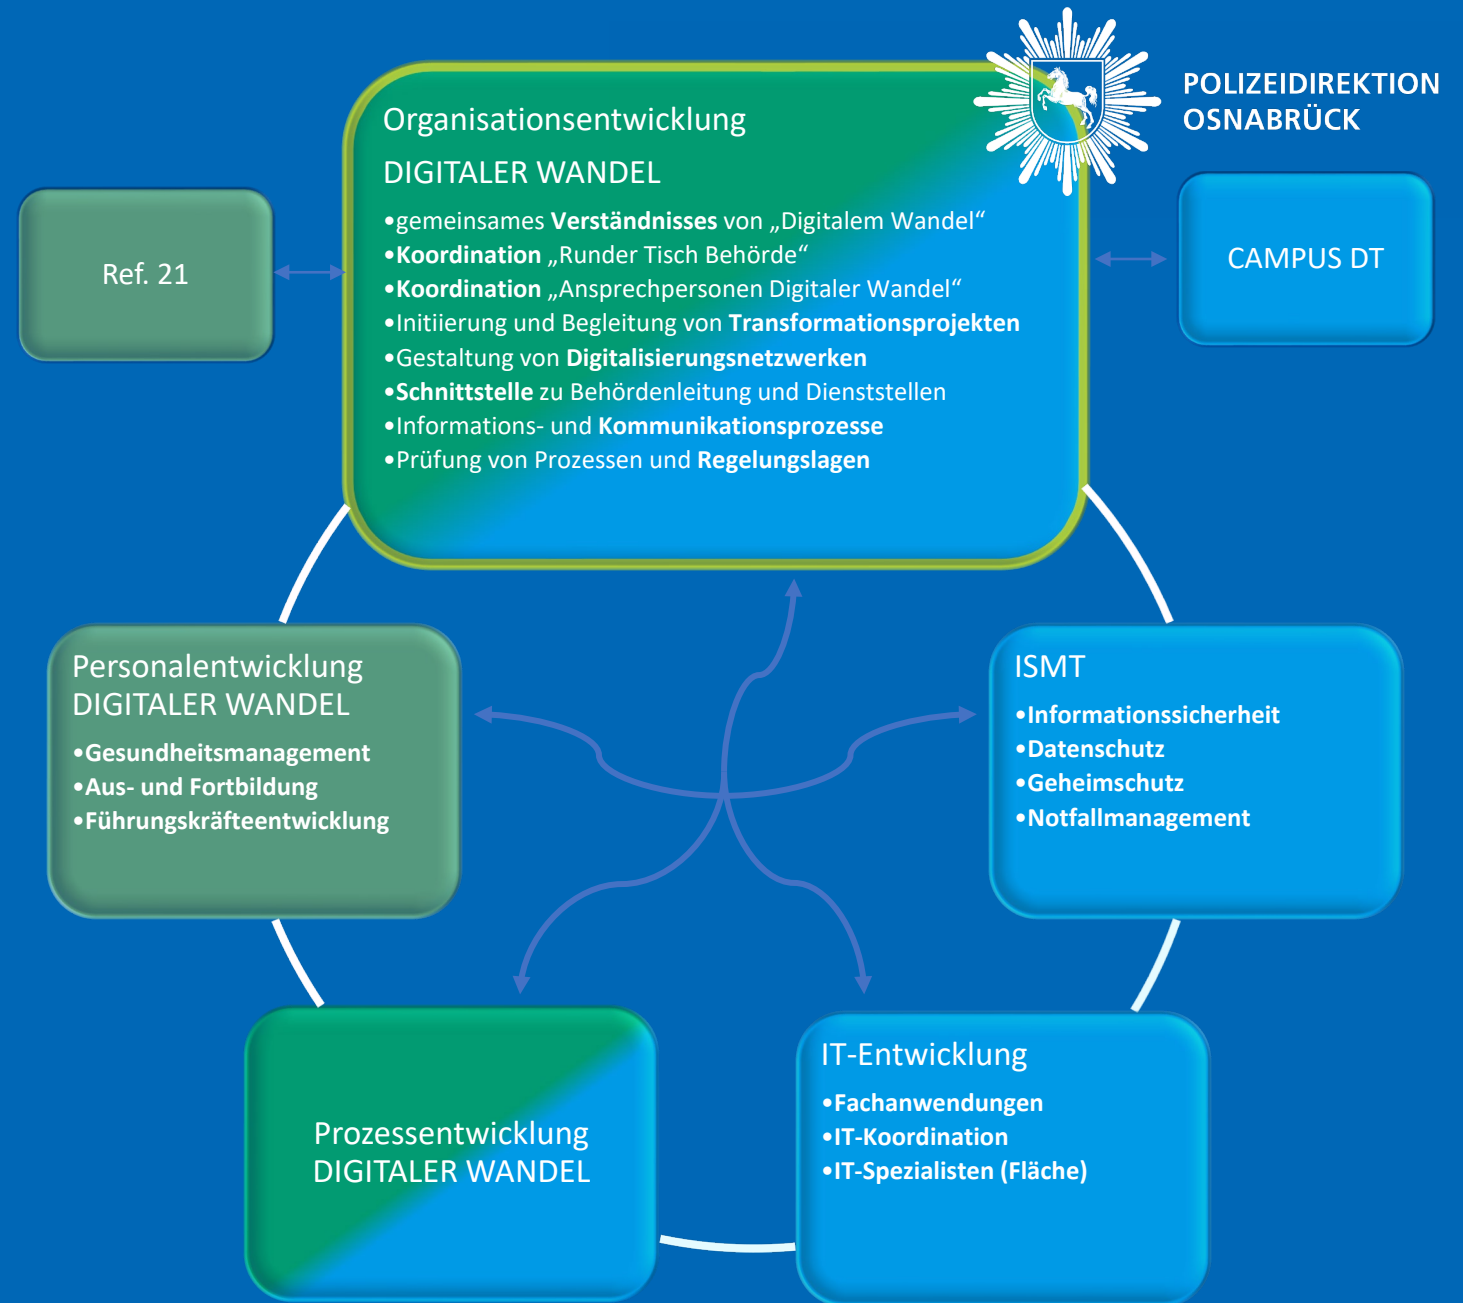 POLIZEIDIREKTION
OSNABRÜCK
Organisationsentwicklung
DIGITALER WANDEL
•gemeinsames Verständnisses von „Digitalem Wandel“
•Koordination „Runder Tisch Behörde“
•Koordination „Ansprechpersonen Digitaler Wandel“
•Initiierung und Begleitung von Transformationsprojekten
•Gestaltung von Digitalisierungsnetzwerken
•Schnittstelle zu Behördenleitung und Dienststellen
•Informations- und Kommunikationsprozesse
•Prüfung von Prozessen und Regelungslagen
Ref. 21
CAMPUS DT
Personalentwicklung
DIGITALER WANDEL
•Gesundheitsmanagement
•Aus- und Fortbildung
•Führungskräfteentwicklung
ISMT
•Informationssicherheit
•Datenschutz
•Geheimschutz
•Notfallmanagement
Prozessentwicklung
DIGITALER WANDEL
IT-Entwicklung
•Fachanwendungen
•IT-Koordination
•IT-Spezialisten (Fläche)